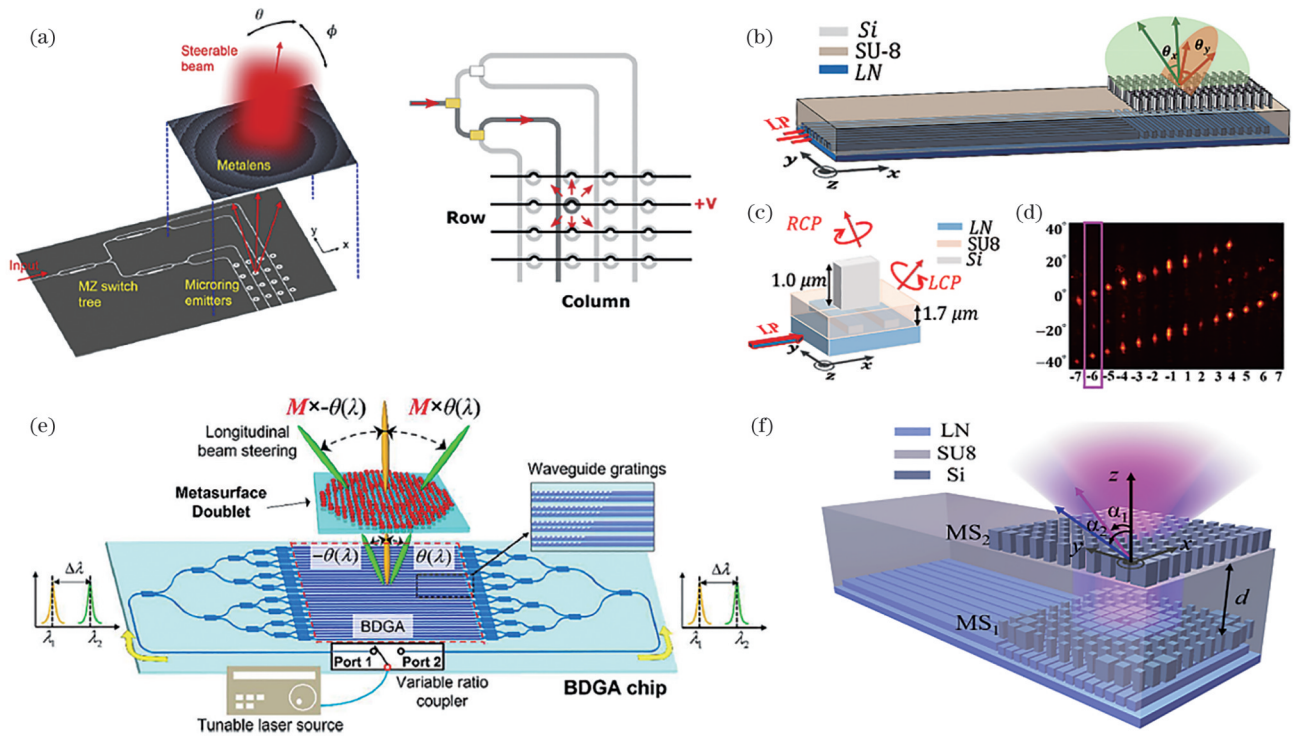 (a)
θ
ϕ
Steerable
beam
Metalens
Input
MZ switch
tree
Microring
emitters
y
x
Row
+V
Column
(b)
Si
SU-8
LN
θx
θy
LP
y
z
x
(c)
RCP
LN
SU8
Si
LCP
1.0 μm
1.7 μm
LP
y
z
x
(d)
40°
20°
0°
−20°
−40°
-7 -6 -5 -4 -3 -2 -1 1 2 3 4 5 6 7
(e)
M×-θ(λ)
M×θ(λ)
Longitudinal
beam steering
Metasurface
Doublet
Waveguide gratings
-θ(λ)
θ(λ)
Δλ
λ1
λ2
Δλ
λ1
λ2
BDGA
Port 1
Port 2
Variable ratio
coupler
BDGA chip
Tunable laser source
(f)
LN
SU8
Si
z
α1
α2
y
x
MS2
d
MS1